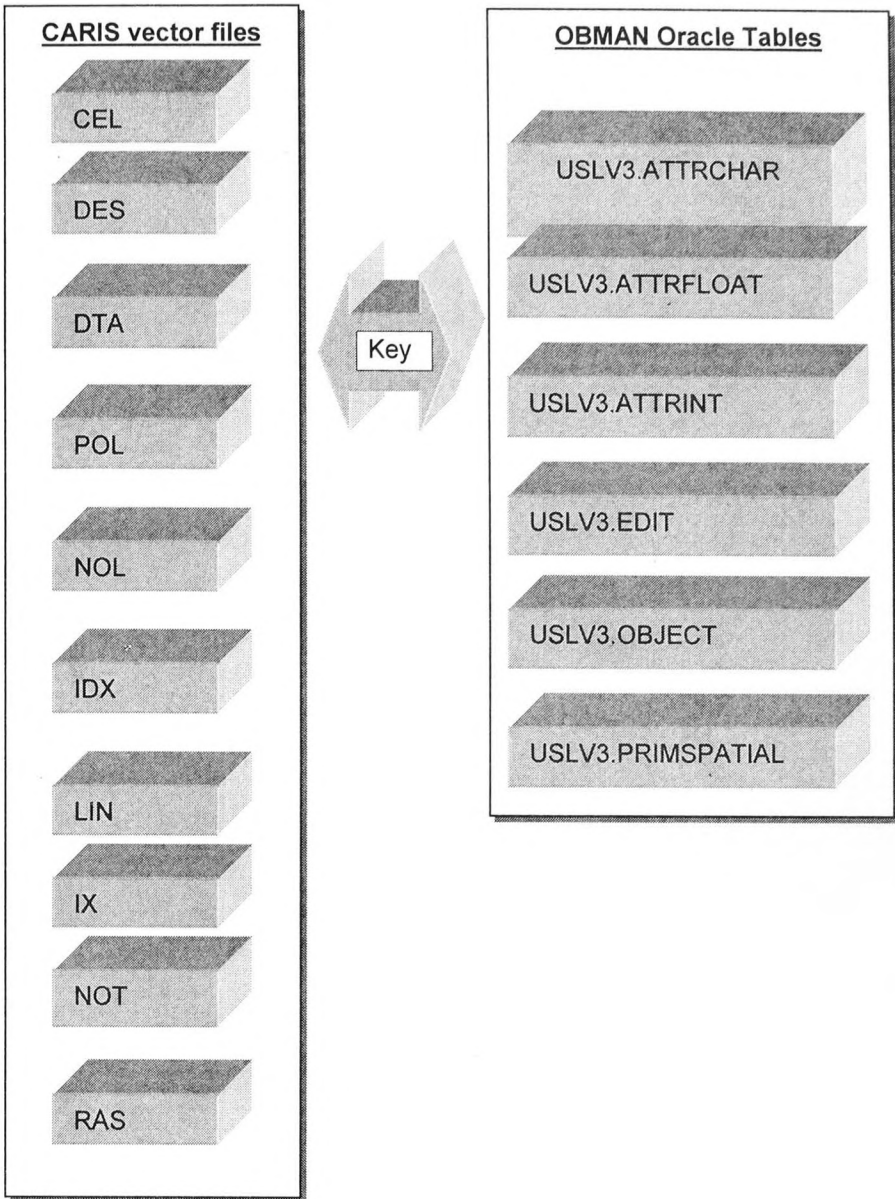 CARIS vector files
CEL
DES
DTA
POL
NOL
IDX
LIN
IX
NOT
RAS
Key
OBMAN Oracle Tables
USLV3.ATTRCHAR
USLV3.ATTRFLOAT
USLV3.ATTRINT
USLV3.EDIT
USLV3.OBJECT
USLV3.PRIMSPATIAL